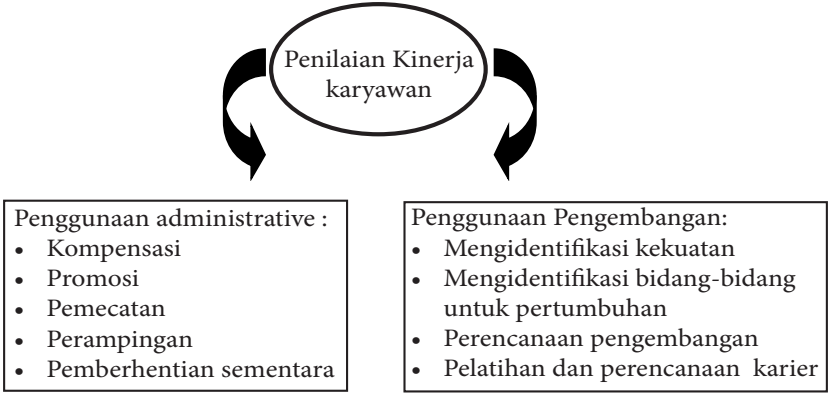 Penilaian Kinerja
karyawan
Penggunaan administrative :
• Kompensasi
• Promosi
• Pemecatan
• Perampingan
• Pemberhentian sementara
Penggunaan Pengembangan:
• Mengidentifikasi kekuatan
• Mengidentifikasi bidang-bidang
untuk pertumbuhan
• Perencanaan pengembangan
• Pelatihan dan perencanaan karier